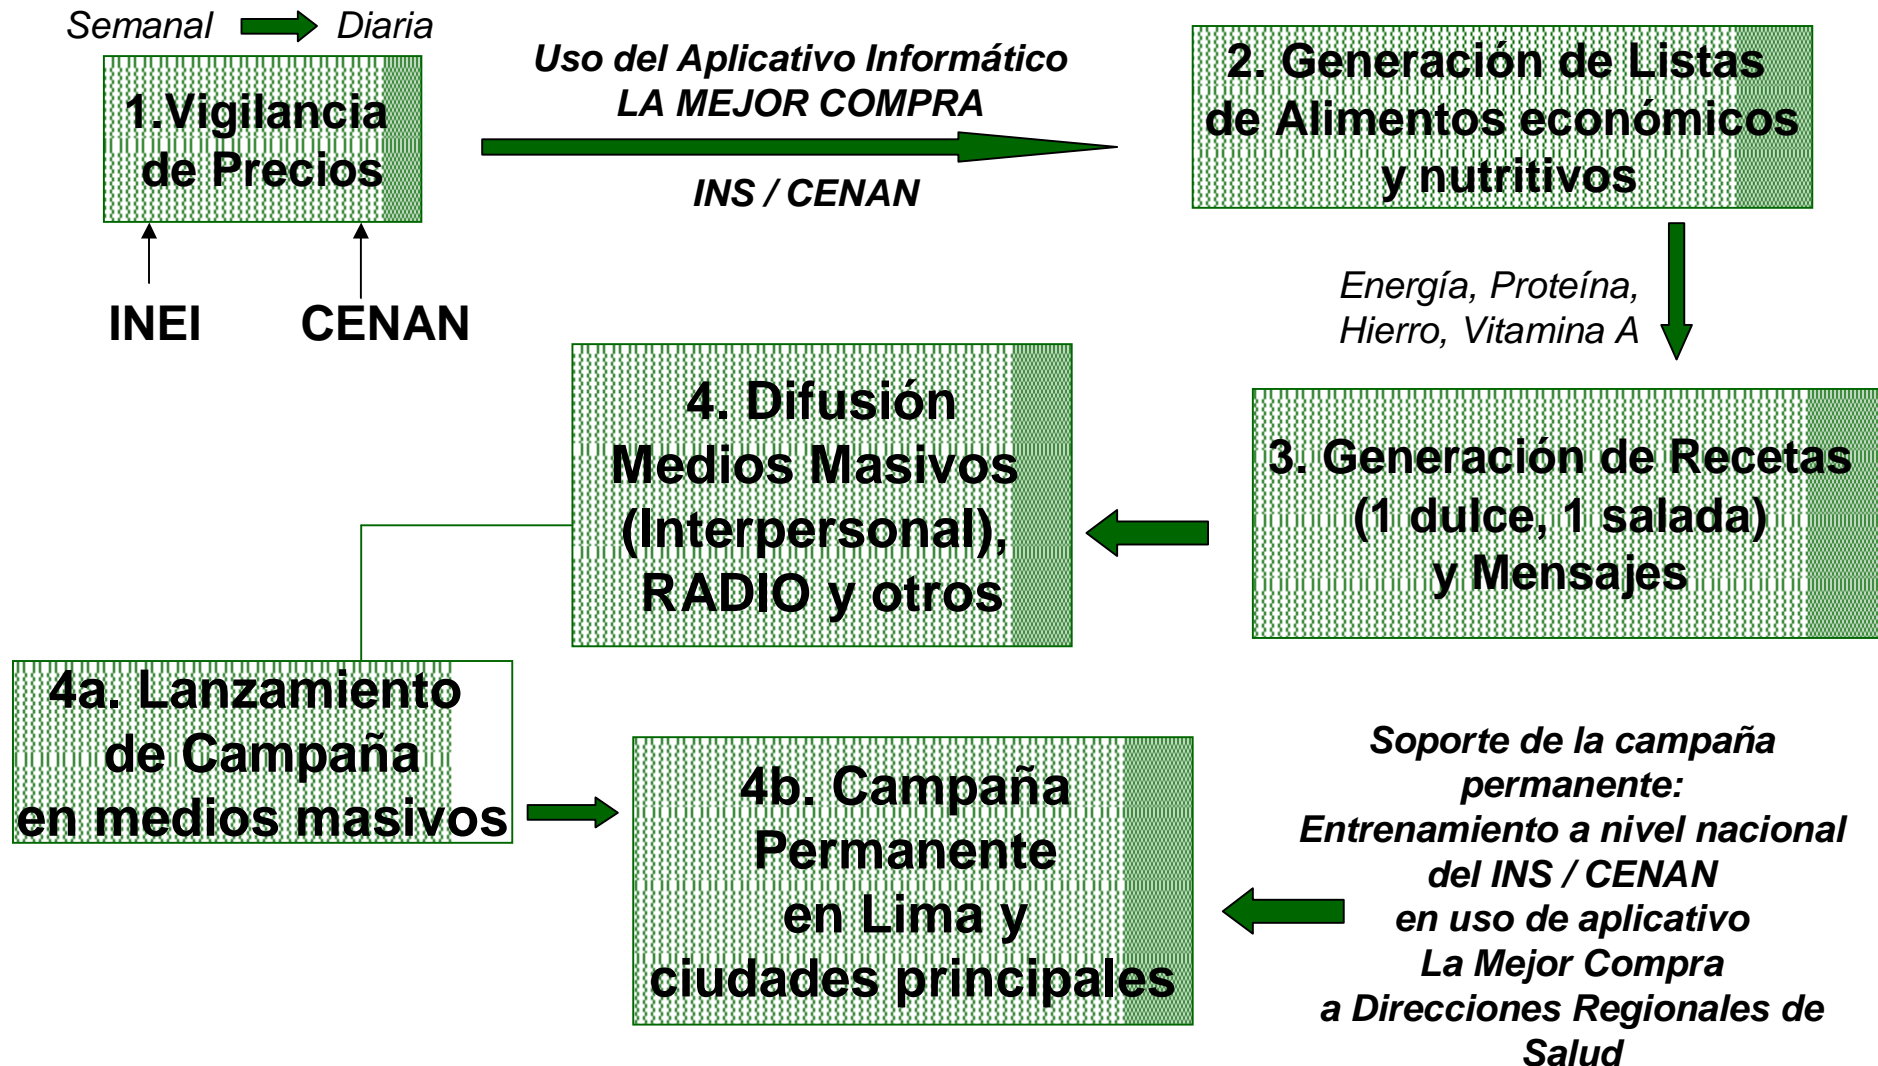 Semanal Diaria
1.Vigilancia
de Precios
INEI CENAN
Uso del Aplicativo Informático
LA MEJOR COMPRA
INS / CENAN
2. Generación de Listas
de Alimentos económicos
y nutritivos
Energía, Proteína,
Hierro, Vitamina A
3. Generación de Recetas
(1 dulce, 1 salada)
y Mensajes
4. Difusión
Medios Masivos
(Interpersonal),
RADIO y otros
4a. Lanzamiento
de Campaña
en medios masivos
4b. Campaña
Permanente
en Lima y
ciudades principales
Soporte de la campaña
permanente:
Entrenamiento a nivel nacional
del INS / CENAN
en uso de aplicativo
La Mejor Compra
a Direcciones Regionales de
Salud